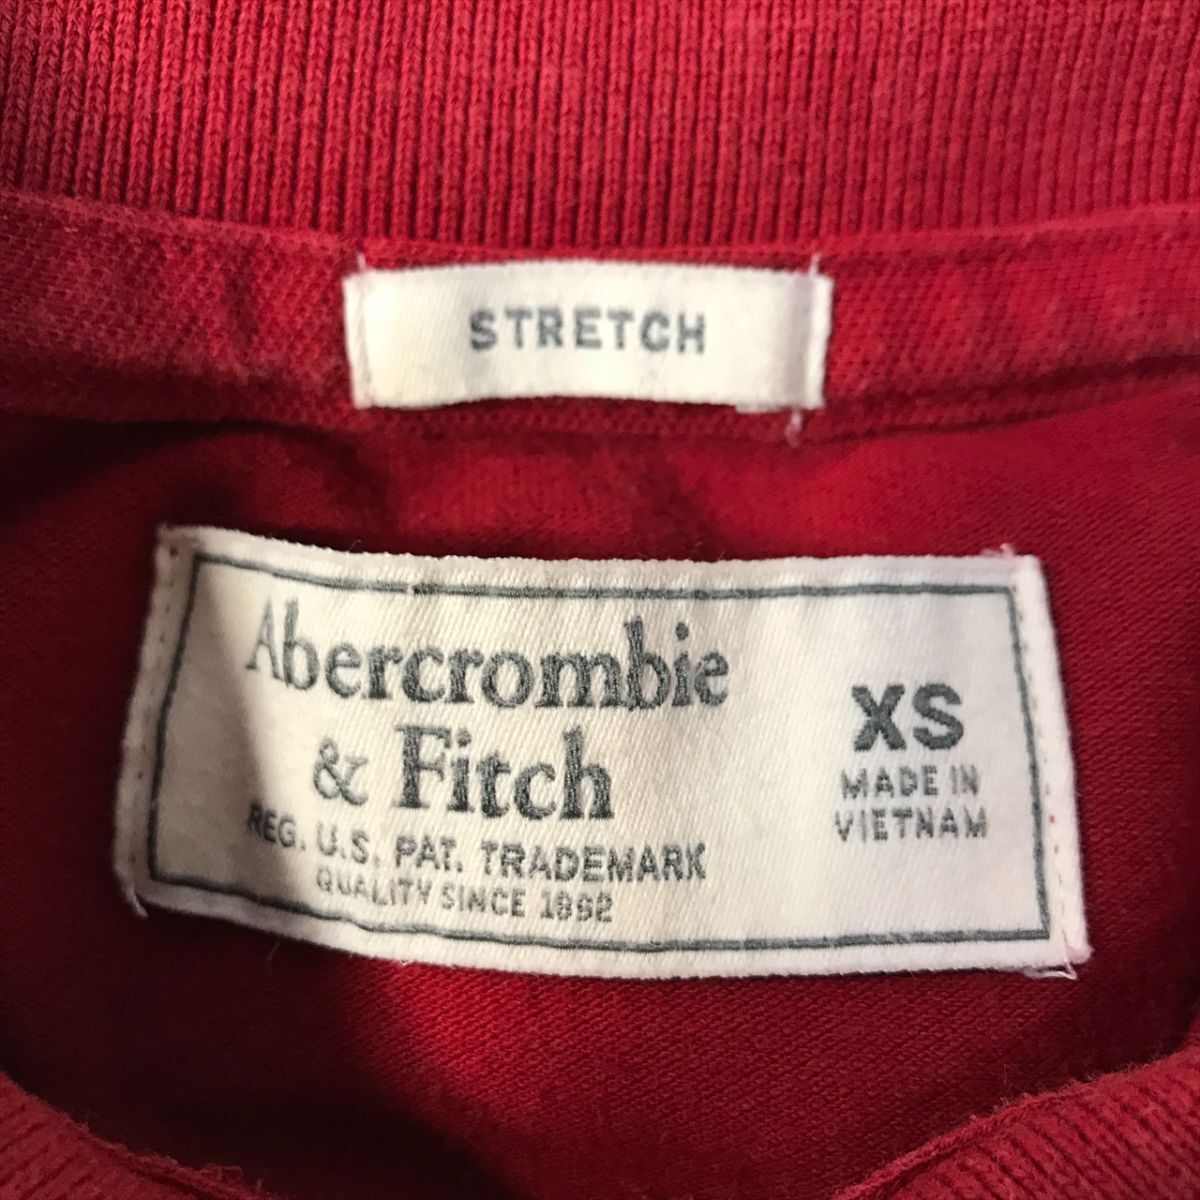 STRETCH
Abercrombie
& Fitch
REG. U.S. PAT. TRADEMARK
QUALITY SINCE 1892
XS
MADE IN
VIETNAM